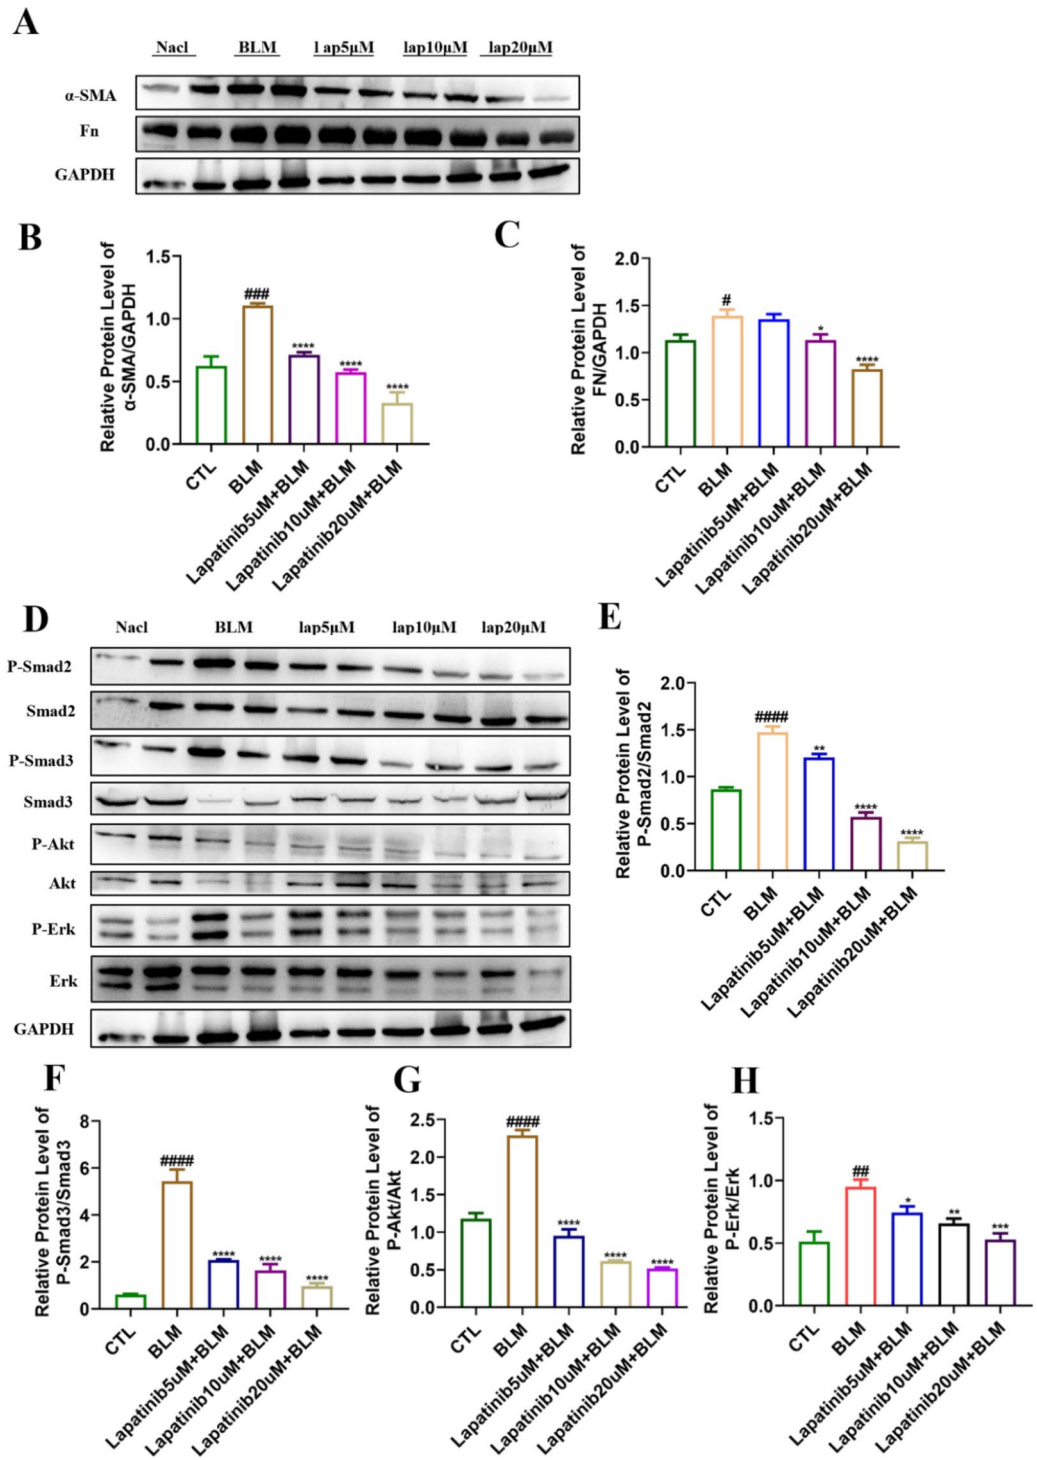 A
Nacl BLM l ap5μM lap10μM lap20μM
α-SMA
Fn
GAPDH
B
Relative Protein Level of
α-SMA/GAPDH
1.5
1.0
0.5
0.0
###
****
****
****
CTL
BLM
Lapatinib5uM+BLM
Lapatinib10uM+BLM
Lapatinib20uM+BLM
C
Relative Protein Level of
FN/GAPDH
2.0
1.5
1.0
0.5
0.0
#
*
****
CTL
BLM
Lapatinib5uM+BLM
Lapatinib10uM+BLM
Lapatinib20uM+BLM
D
Nacl BLM lap5μM lap10μM lap20μM
P-Smad2
Smad2
P-Smad3
Smad3
P-Akt
Akt
P-Erk
Erk
GAPDH
E
Relative Protein Level of
P-Smad2/Smad2
2.0
1.5
1.0
0.5
0.0
####
**
****
****
CTL
BLM
Lapatinib5uM+BLM
Lapatinib10uM+BLM
Lapatinib20uM+BLM
F
Relative Protein Level of
P-Smad3/Smad3
8
6
4
2
0
####
****
****
****
CTL
BLM
Lapatinib5uM+BLM
Lapatinib10uM+BLM
Lapatinib20uM+BLM
G
Relative Protein Level of
P-Akt/Akt
2.5
2.0
1.5
1.0
0.5
0.0
####
****
****
****
CTL
BLM
Lapatinib5uM+BLM
Lapatinib10uM+BLM
Lapatinib20uM+BLM
H
Relative Protein Level of
P-Erk/Erk
1.5
1.0
0.5
0.0
##
*
**
***
CTL
BLM
Lapatinib5uM+BLM
Lapatinib10uM+BLM
Lapatinib20uM+BLM